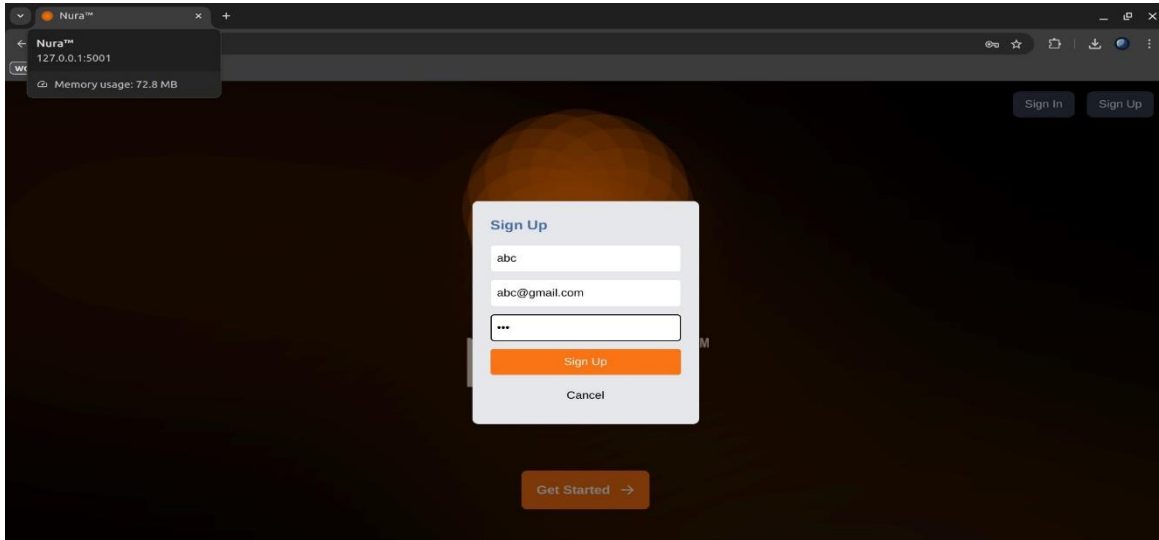 Nura™
Nura™
127.0.0.1:5001
Memory usage: 72.8 MB
Sign In
Sign Up
Sign Up
abc
abc@gmail.com
•••
Sign Up
Cancel
Get Started →